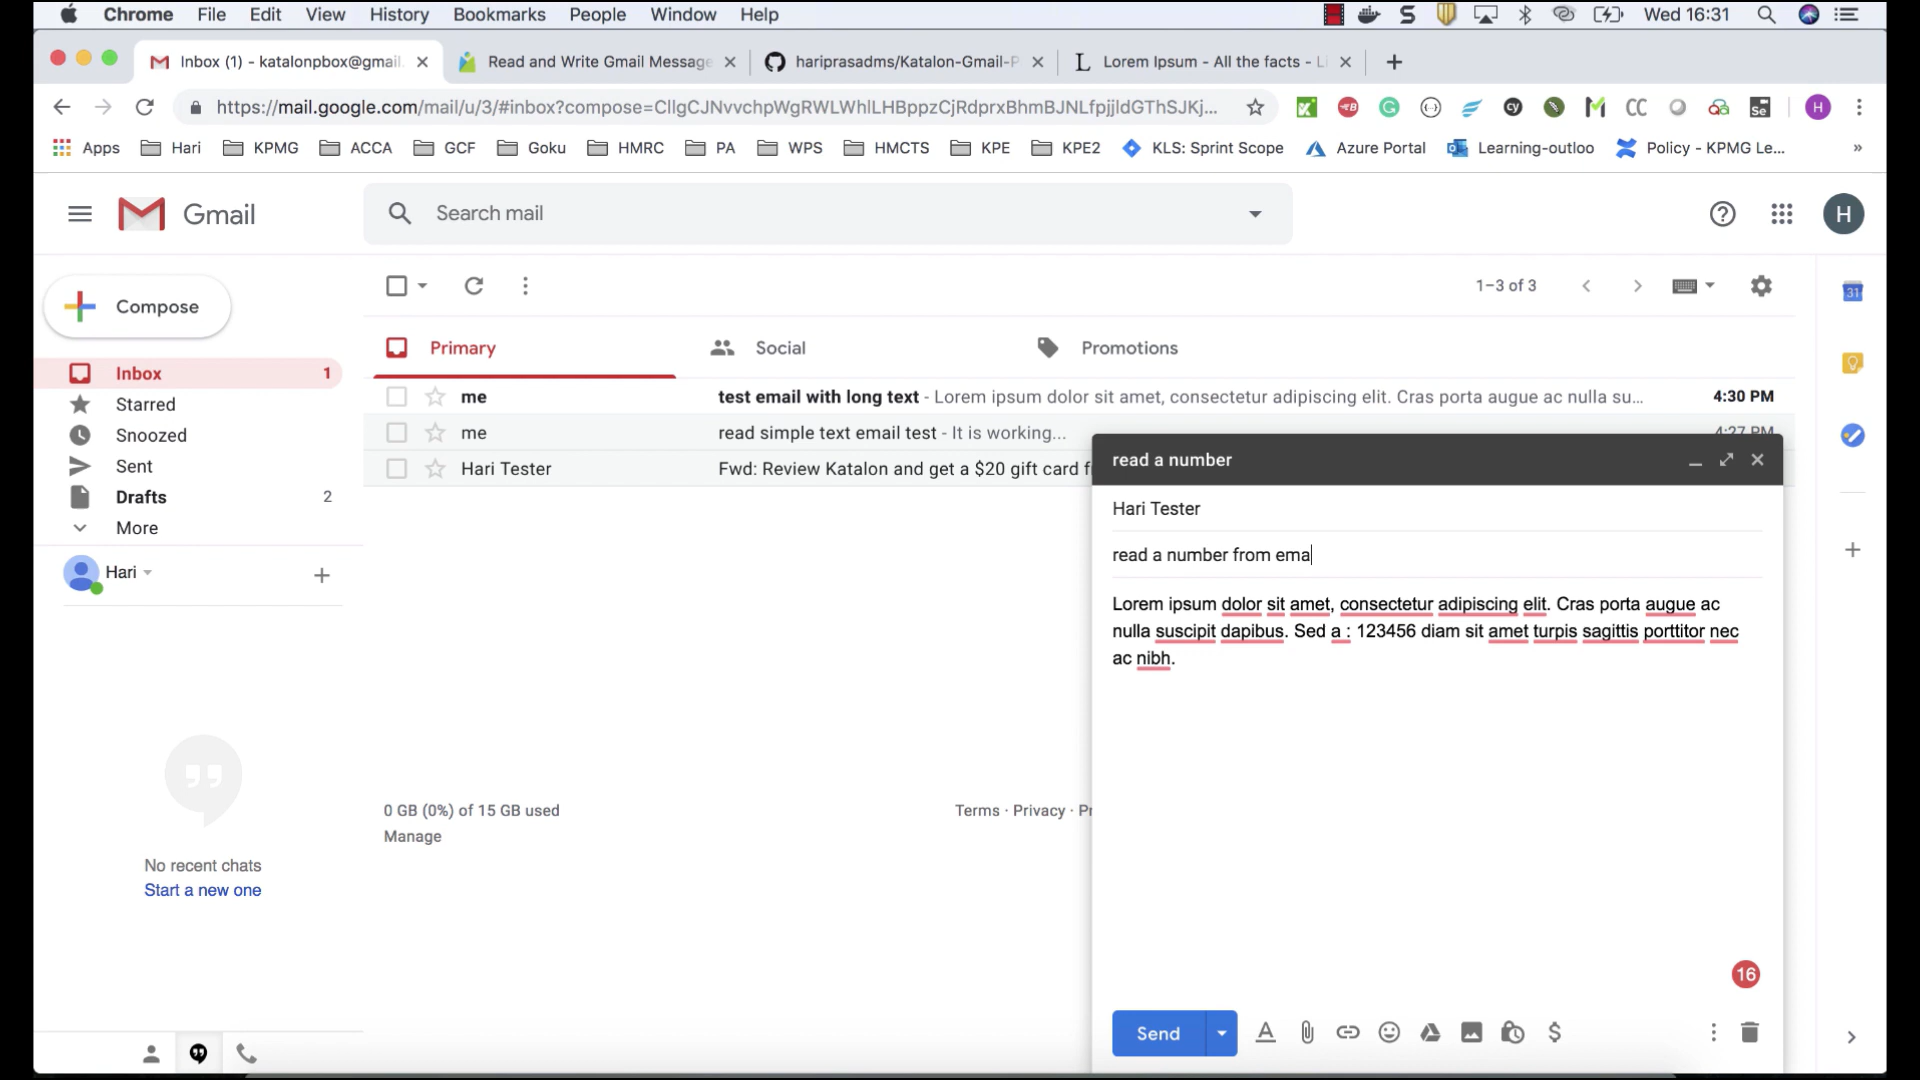 Chrome File Edit View History Bookmarks People Window Help Wed 16:31
Inbox (1) - katalonpbox@gmail. Read and Write Gmail Message hariprasadms/Katalon-Gmail-P Lorem Ipsum - All the facts - Li
https://mail.google.com/mail/u/3/#inbox?compose=CllgCJNvvchpWgRWLWhlLHBppzCjRdprxBhmBJNLfpjjldGThSJKj...
Apps Hari KPMG ACCA GCF Goku HMRC PA WPS HMCTS KPE KPE2 KLS: Sprint Scope Azure Portal Learning-outloo Policy - KPMG Le... »
Gmail Search mail H
Compose
1–3 of 3
Primary Social Promotions
Inbox 1
Starred
Snoozed
Sent
Drafts 2
More
Hari
me test email with long text - Lorem ipsum dolor sit amet, consectetur adipiscing elit. Cras porta augue ac nulla su... 4:30 PM
me read simple text email test - It is working... 4:27 PM
Hari Tester Fwd: Review Katalon and get a $20 gift card f
read a number
Hari Tester
read a number from ema
Lorem ipsum dolor sit amet, consectetur adipiscing elit. Cras porta augue ac
nulla suscipit dapibus. Sed a : 123456 diam sit amet turpis sagittis porttitor nec
ac nibh.
0 GB (0%) of 15 GB used
Manage
Terms · Privacy · Pr
No recent chats
Start a new one
16
Send
31